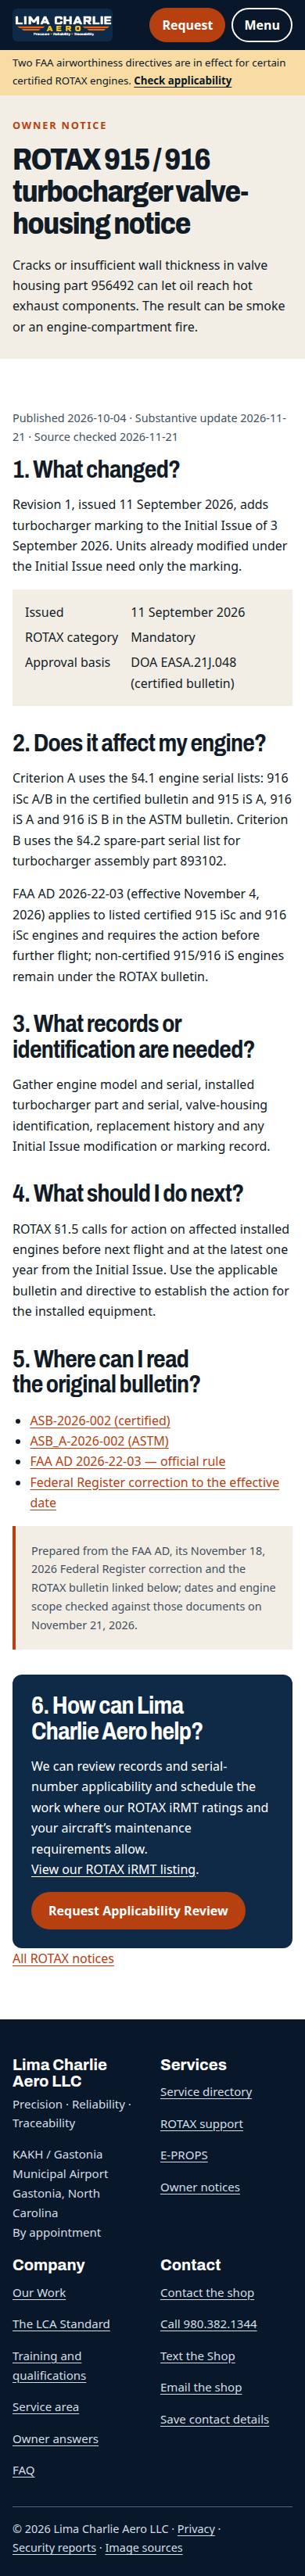 LIMA CHARLIE
AERO
Precision · Reliability · Traceability
Request
Menu
Two FAA airworthiness directives are in effect for certain
certified ROTAX engines. Check applicability
OWNER NOTICE
ROTAX 915 / 916
turbocharger valve-
housing notice
Cracks or insufficient wall thickness in valve
housing part 956492 can let oil reach hot
exhaust components. The result can be smoke
or an engine-compartment fire.
Published 2026-10-04 · Substantive update 2026-11-
21 · Source checked 2026-11-21
1. What changed?
Revision 1, issued 11 September 2026, adds
turbocharger marking to the Initial Issue of 3
September 2026. Units already modified under
the Initial Issue need only the marking.
Issued 11 September 2026
ROTAX category Mandatory
Approval basis DOA EASA.21J.048
(certified bulletin)
2. Does it affect my engine?
Criterion A uses the §4.1 engine serial lists: 916
iSc A/B in the certified bulletin and 915 iS A, 916
iS A and 916 iS B in the ASTM bulletin. Criterion
B uses the §4.2 spare-part serial list for
turbocharger assembly part 893102.
FAA AD 2026-22-03 (effective November 4,
2026) applies to listed certified 915 iSc and 916
iSc engines and requires the action before
further flight; non-certified 915/916 iS engines
remain under the ROTAX bulletin.
3. What records or
identification are needed?
Gather engine model and serial, installed
turbocharger part and serial, valve-housing
identification, replacement history and any
Initial Issue modification or marking record.
4. What should I do next?
ROTAX §1.5 calls for action on affected installed
engines before next flight and at the latest one
year from the Initial Issue. Use the applicable
bulletin and directive to establish the action for
the installed equipment.
5. Where can I read
the original bulletin?
• ASB-2026-002 (certified)
• ASB_A-2026-002 (ASTM)
• FAA AD 2026-22-03 — official rule
• Federal Register correction to the effective
date
Prepared from the FAA AD, its November 18,
2026 Federal Register correction and the
ROTAX bulletin linked below; dates and engine
scope checked against those documents on
November 21, 2026.
6. How can Lima
Charlie Aero help?
We can review records and serial-
number applicability and schedule the
work where our ROTAX iRMT ratings and
your aircraft’s maintenance
requirements allow.
View our ROTAX iRMT listing.
Request Applicability Review
All ROTAX notices
Lima Charlie
Aero LLC
Precision · Reliability ·
Traceability
KAKH / Gastonia
Municipal Airport
Gastonia, North
Carolina
By appointment
Services
Service directory
ROTAX support
E-PROPS
Owner notices
Company
Our Work
The LCA Standard
Training and
qualifications
Service area
Owner answers
FAQ
Contact
Contact the shop
Call 980.382.1344
Text the Shop
Email the shop
Save contact details
© 2026 Lima Charlie Aero LLC · Privacy ·
Security reports · Image sources